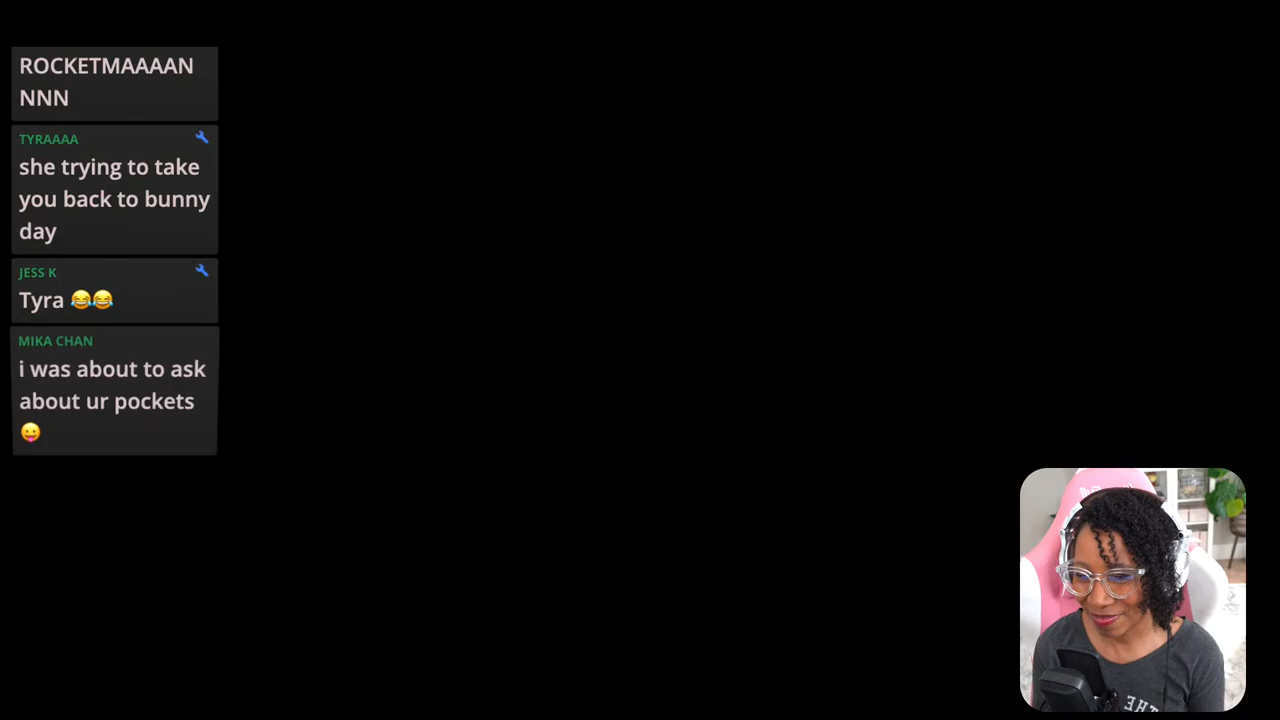 ROCKETMAAAAN
NNN
TYRAAAA
she trying to take
you back to bunny
day
JESS K
Tyra 😂😂
MIKA CHAN
i was about to ask
about ur pockets
😛
THE